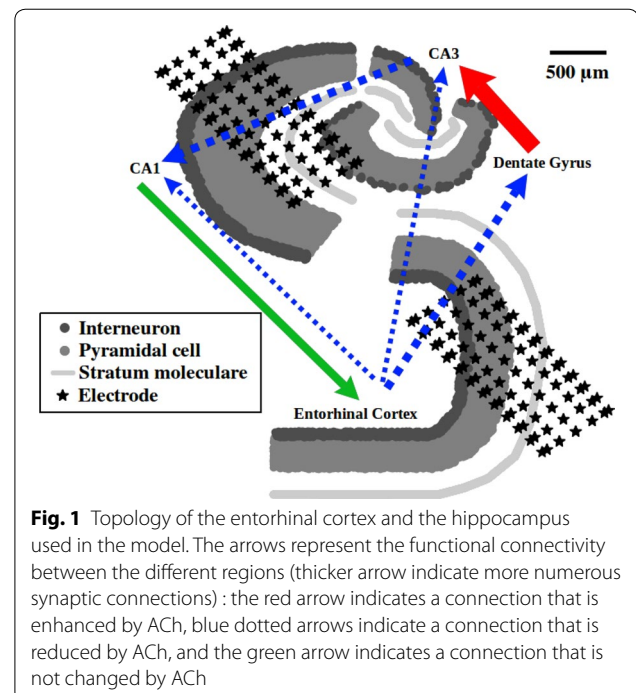 CA3
500 µm
CA1
Dentate Gyrus
Interneuron
Pyramidal cell
Stratum moleculare
Electrode
Entorhinal Cortex
Fig. 1 Topology of the entorhinal cortex and the hippocampus
used in the model. The arrows represent the functional connectivity
between the different regions (thicker arrow indicate more numerous
synaptic connections) : the red arrow indicates a connection that is
enhanced by ACh, blue dotted arrows indicate a connection that is
reduced by ACh, and the green arrow indicates a connection that is
not changed by ACh